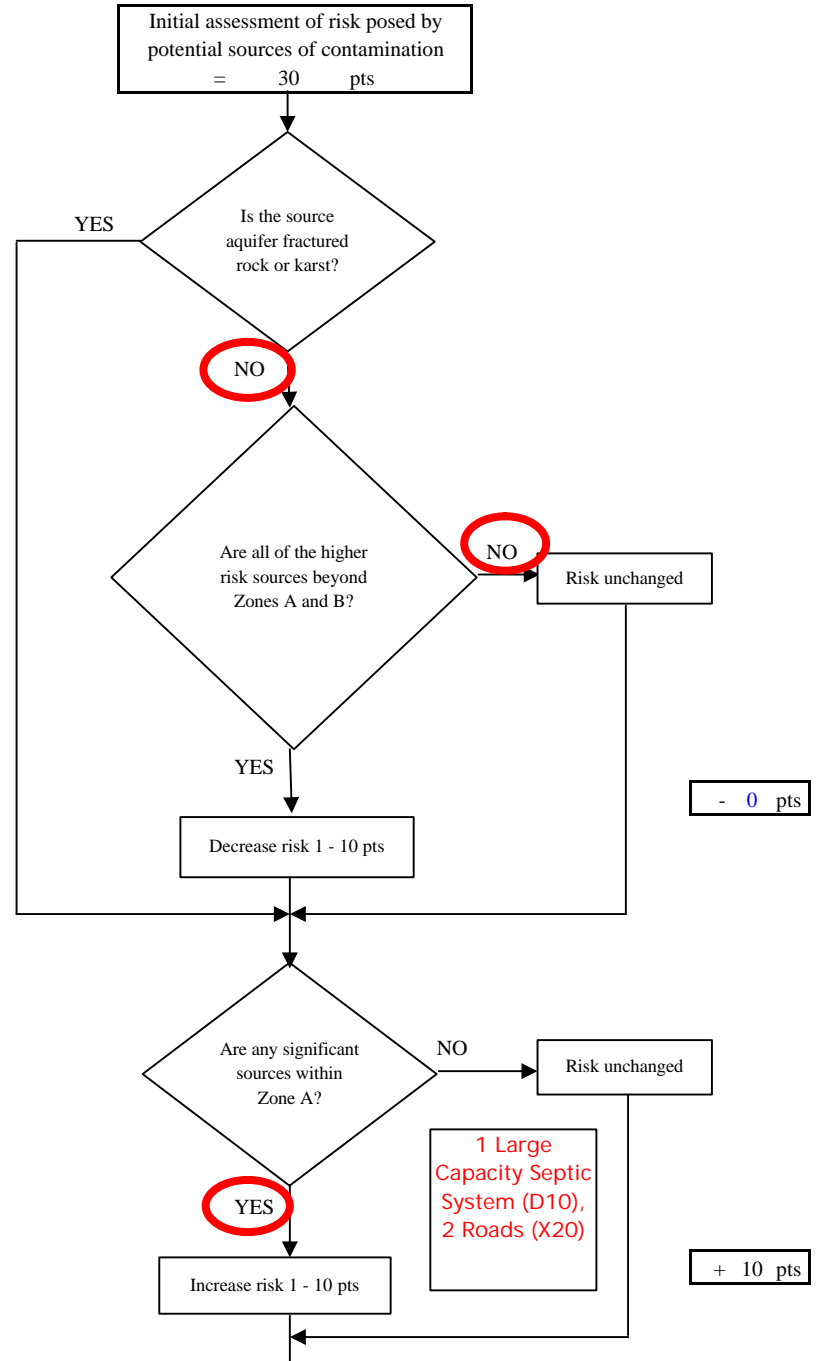 Initial assessment of risk posed by
potential sources of contamination
= 30 pts
YES
Is the source
aquifer fractured
rock or karst?
NO
Are all of the higher
risk sources beyond
Zones A and B?
NO
Risk unchanged
YES
- 0 pts
Decrease risk 1 - 10 pts
Are any significant
sources within
Zone A?
NO
Risk unchanged
1 Large
Capacity Septic
System (D10),
2 Roads (X20)
YES
+ 10 pts
Increase risk 1 - 10 pts